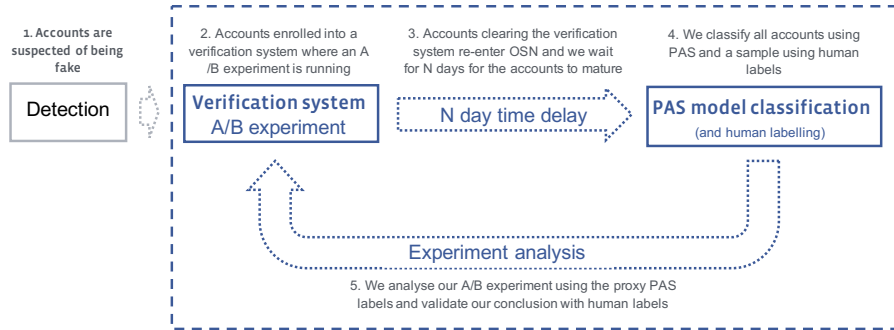 1. Accounts are
suspected of being
fake
Detection
2. Accounts enrolled into a
verification system where an A
/B experiment is running
Verification system
A/B experiment
3. Accounts clearing the verification
system re-enter OSN and we wait
for N days for the accounts to mature
N day time delay
4. We classify all accounts using
PAS and a sample using human
labels
PAS model classification
(and human labelling)
Experiment analysis
5. We analyse our A/B experiment using the proxy PAS
labels and validate our conclusion with human labels